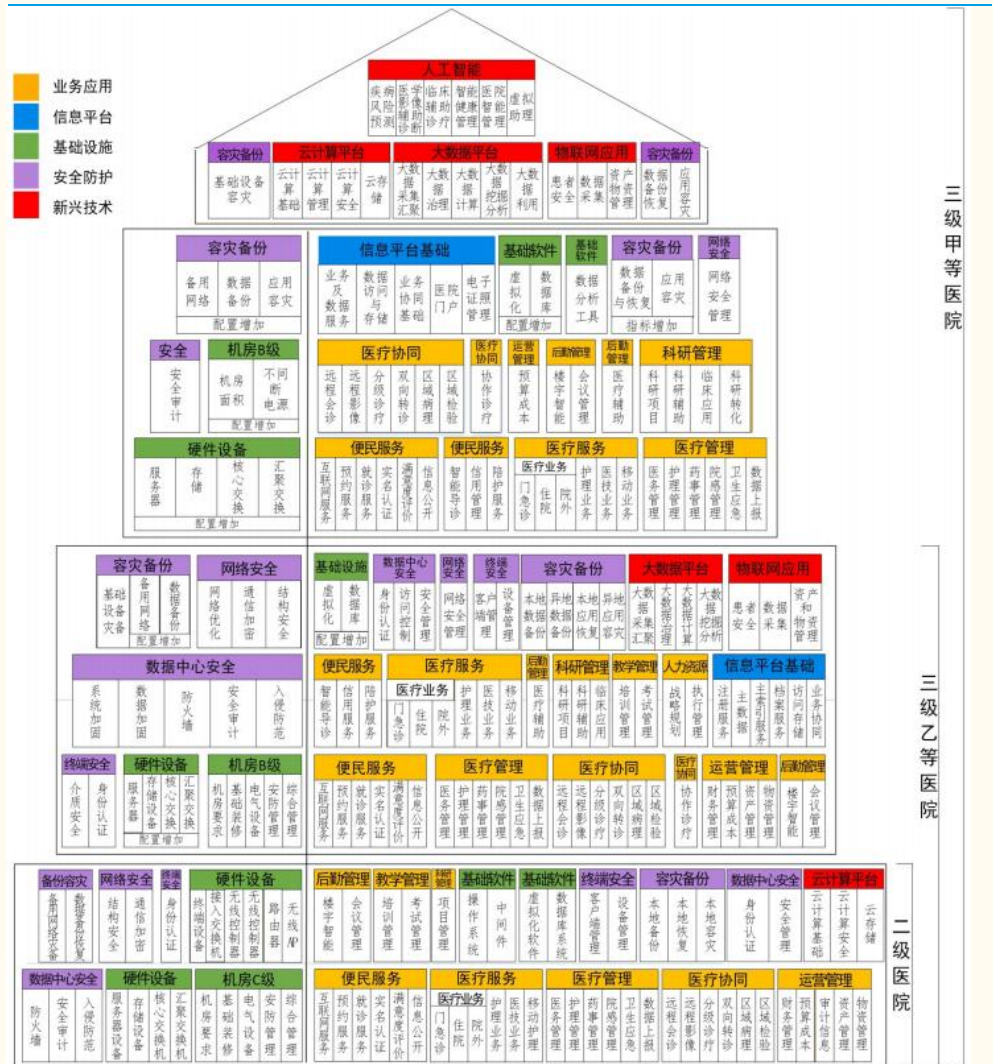 业务应用
信息平台
基础设施
安全防护
新兴技术
人工智能
疾病风险预测 医学影像辅助诊断 临床辅助诊疗 智能健康管理 医院智能管理 虚拟助理
容灾备份 云计算平台 大数据平台 物联网应用 容灾备份
基础设备容灾 云计算基础 云计算管理 云计算安全 云存储 大数据采集汇聚 大数据治理 大数据计算 大数据挖掘分析 大数据利用 患者安全 数据采集 资产物资管理 数据备份恢复 应用容灾
三级甲等医院
容灾备份 信息平台基础 基础软件 基础软件 容灾备份 网络安全
备用网络 数据备份 应用容灾 业务及数据服务 数据访问与存储 业务协同基础 医院门户 电子证照管理 虚拟化 数据库 数据分析工具 数据备份与恢复 应用容灾 网络安全管理
配置增加 配置增加 指标增加
安全 机房B级 医疗协同 医疗协同 运营管理 后勤管理 后勤管理 科研管理
安全审计 机房面积 不间断电源 远程会诊 远程影像 分级诊疗 双向转诊 区域病理 区域检验 协作诊疗 预算成本 楼宇智能 会议管理 医疗辅助 科研项目 科研辅助 临床应用 科研转化
配置增加
硬件设备 便民服务 便民服务 医疗服务 医疗管理
服务器 存储 核心交换 汇聚交换 互联网服务 预约服务 就诊服务 实名认证 满意度评价 信息公开 智能导诊 信用管理 陪护服务 医疗业务 门急诊 住院 院外 护理业务 医技业务 移动业务 医务管理 护理管理 药事管理 院感管理 卫生应急 数据上报
配置增加
三级乙等医院
容灾备份 网络安全 基础设施 数据中心安全 网络安全 终端安全 容灾备份 大数据平台 物联网应用
基础设备灾备 备用网络 数据备份 网络优化 通信加密 结构安全 虚拟化 数据库 身份认证 访问控制 安全管理 网络安全管理 客户端管理 设备管理 本地数据备份 异地数据备份 本地应用恢复 异地应用容灾 大数据采集汇聚 大数据治理 大数据计算 大数据挖掘分析 患者安全 数据采集 资产和物资管理
配置增加 配置增加
数据中心安全 便民服务 医疗服务 后勤管理 科研管理 教学管理 人力资源 信息平台基础
系统加固 数据加固 防火墙 安全审计 入侵防范 智能导诊 信用服务 陪护服务 医疗业务 门急诊 住院 院外 护理业务 医技业务 移动业务 医疗辅助 科研项目 科研辅助 临床应用 培训管理 考试管理 战略规划 执行管理 注册服务 主数据 主索引服务 档案服务 访问存储 业务协同
终端安全 硬件设备 机房B级 便民服务 医疗管理 医疗协同 医疗协同 运营管理 后勤管理
介质安全 身份认证 服务器 存储设备 核心交换 汇聚交换 机房要求 基础装修 电气设备 安防管理 综合管理 互联网服务 预约服务 就诊服务 实名认证 满意度评价 信息公开 医务管理 护理管理 药事管理 院感管理 卫生应急 数据上报 远程会诊 远程影像 分级诊疗 双向转诊 区域病理 区域检验 协作诊疗 财务管理 预算成本 资产管理 物资管理 楼宇智能 会议管理
配置增加
二级医院
备份容灾 网络安全 终端安全 硬件设备 后勤管理 教学管理 科研管理 基础软件 基础软件 终端安全 容灾备份 数据中心安全 云计算平台
备用网络灾备 数据备份恢复 结构安全 通信加密 身份认证 终端设备 接入交换机 无线控制器 无线控制器 路由器 无线AP 楼宇智能 会议管理 培训管理 考试管理 项目管理 操作系统 中间件 虚拟化软件 数据库系统 客户端管理 设备管理 本地备份 本地恢复 本地容灾 身份认证 安全管理 云计算基础 云计算安全 云存储
数据中心安全 硬件设备 机房C级 便民服务 医疗服务 医疗管理 医疗协同 运营管理
防火墙 安全审计 入侵防范 服务器设备 存储设备 核心交换机 汇聚交换机 机房要求 基础装修 电气设备 安防管理 综合管理 互联网服务 预约服务 就诊服务 实名认证 满意度评价 信息公开 医疗业务 门急诊 住院 院外 护理业务 医技业务 移动护理 医务管理 护理管理 药事管理 院感管理 卫生应急 数据上报 远程会诊 远程影像 分级诊疗 双向转诊 区域病理 区域检验 财务管理 预算成本 审计信息 资产管理 物资管理